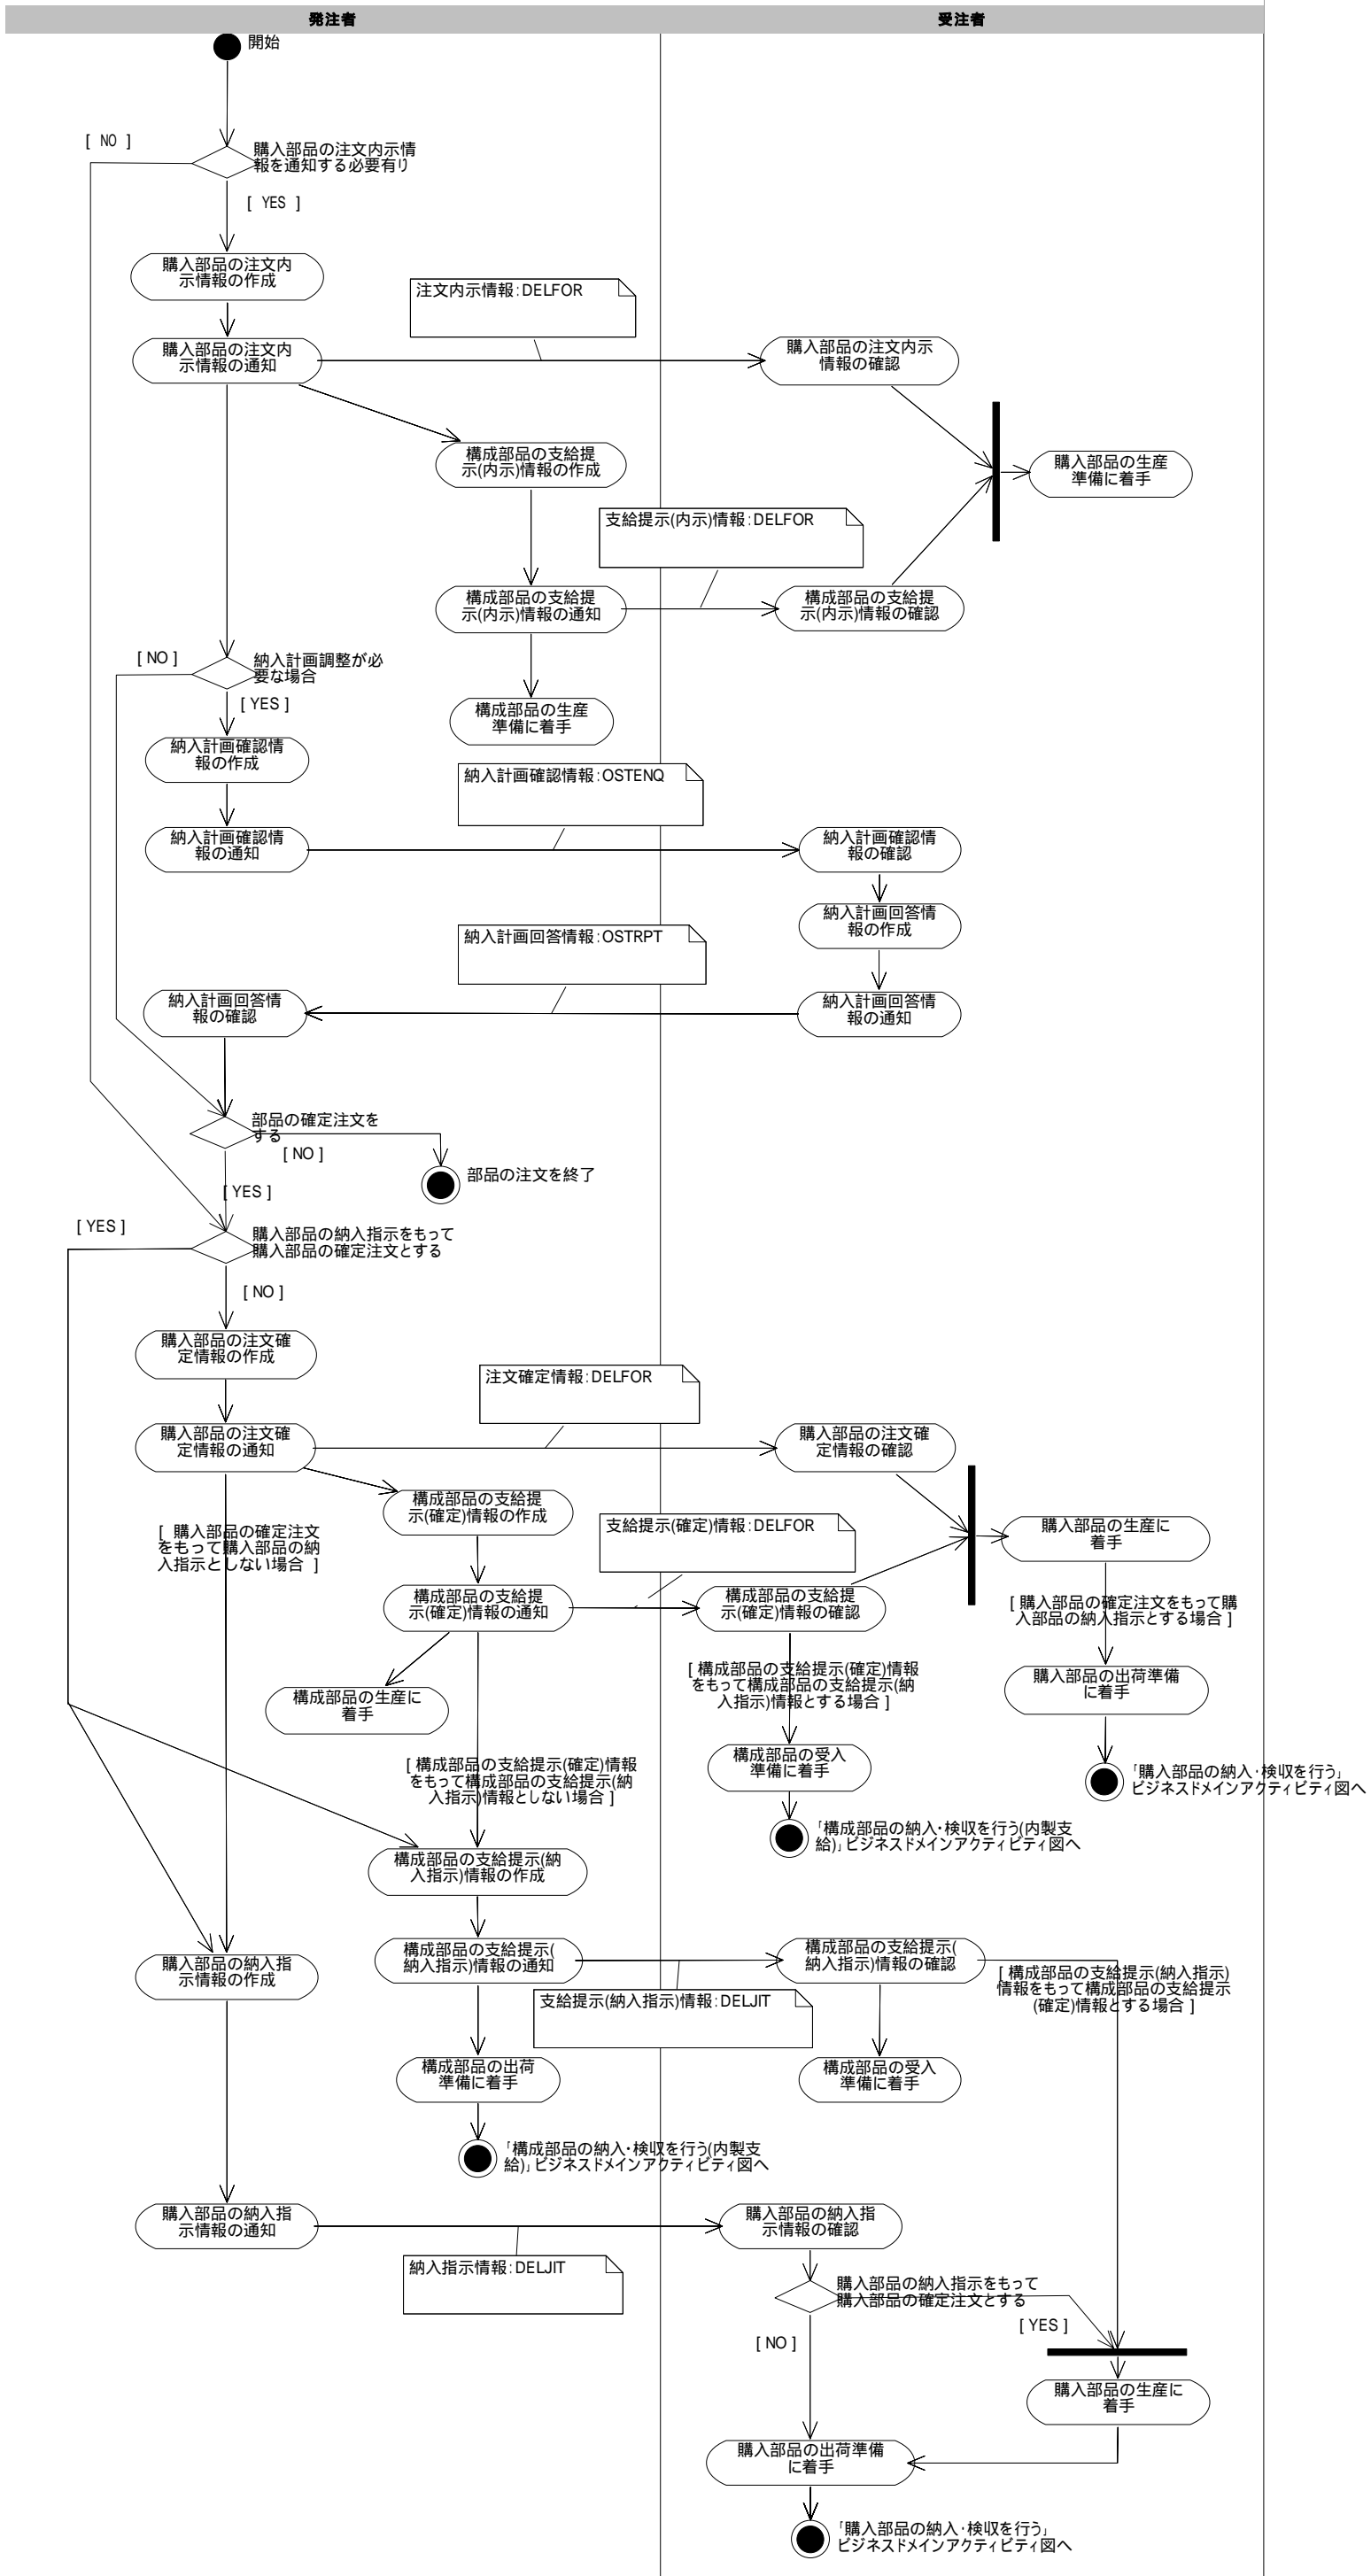 発注者
受注者
開始
[ NO ]
購入部品の注文内示情
報を通知する必要有り
[ YES ]
購入部品の注文内
示情報の作成
注文内示情報:DELFOR
購入部品の注文内
示情報の通知
購入部品の注文内示
情報の確認
構成部品の支給提
示(内示)情報の作成
購入部品の生産
準備に着手
支給提示(内示)情報:DELFOR
構成部品の支給提
示(内示)情報の通知
構成部品の支給提
示(内示)情報の確認
[ NO ]
納入計画調整が必
要な場合
[ YES ]
構成部品の生産
準備に着手
納入計画確認情
報の作成
納入計画確認情報:OSTENQ
納入計画確認情
報の通知
納入計画確認情
報の確認
納入計画回答情
報の作成
納入計画回答情報:OSTRPT
納入計画回答情
報の確認
納入計画回答情
報の通知
部品の確定注文を
する
[ NO ]
部品の注文を終了
[ YES ]
[ YES ]
購入部品の納入指示をもって
購入部品の確定注文とする
[ NO ]
購入部品の注文確
定情報の作成
注文確定情報:DELFOR
購入部品の注文確
定情報の通知
購入部品の注文確
定情報の確認
構成部品の支給提
示(確定)情報の作成
[ 購入部品の確定注文
をもって購入部品の納
入指示としない場合 ]
支給提示(確定)情報:DELFOR
購入部品の生産に
着手
構成部品の支給提
示(確定)情報の通知
構成部品の支給提
示(確定)情報の確認
[ 購入部品の確定注文をもって購
入部品の納入指示とする場合 ]
[ 構成部品の支給提示(確定)情報
をもって構成部品の支給提示(納
入指示)情報とする場合 ]
構成部品の生産に
着手
購入部品の出荷準備
に着手
構成部品の受入
準備に着手
[ 構成部品の支給提示(確定)情報
をもって構成部品の支給提示(納
入指示)情報としない場合 ]
「購入部品の納入・検収を行う」
ビジネスドメインアクティビティ図へ
「構成部品の納入・検収を行う(内製支
給)」ビジネスドメインアクティビティ図へ
構成部品の支給提示(納
入指示)情報の作成
構成部品の支給提示(
納入指示)情報の通知
構成部品の支給提示(
納入指示)情報の確認
購入部品の納入指
示情報の作成
[ 構成部品の支給提示(納入指示)
情報をもって構成部品の支給提示
(確定)情報とする場合 ]
支給提示(納入指示)情報:DELJIT
構成部品の出荷
準備に着手
構成部品の受入
準備に着手
「構成部品の納入・検収を行う(内製支
給)」ビジネスドメインアクティビティ図へ
購入部品の納入指
示情報の通知
購入部品の納入指
示情報の確認
納入指示情報:DELJIT
購入部品の納入指示をもって
購入部品の確定注文とする
[ YES ]
[ NO ]
購入部品の生産に
着手
購入部品の出荷準備
に着手
「購入部品の納入・検収を行う」
ビジネスドメインアクティビティ図へ